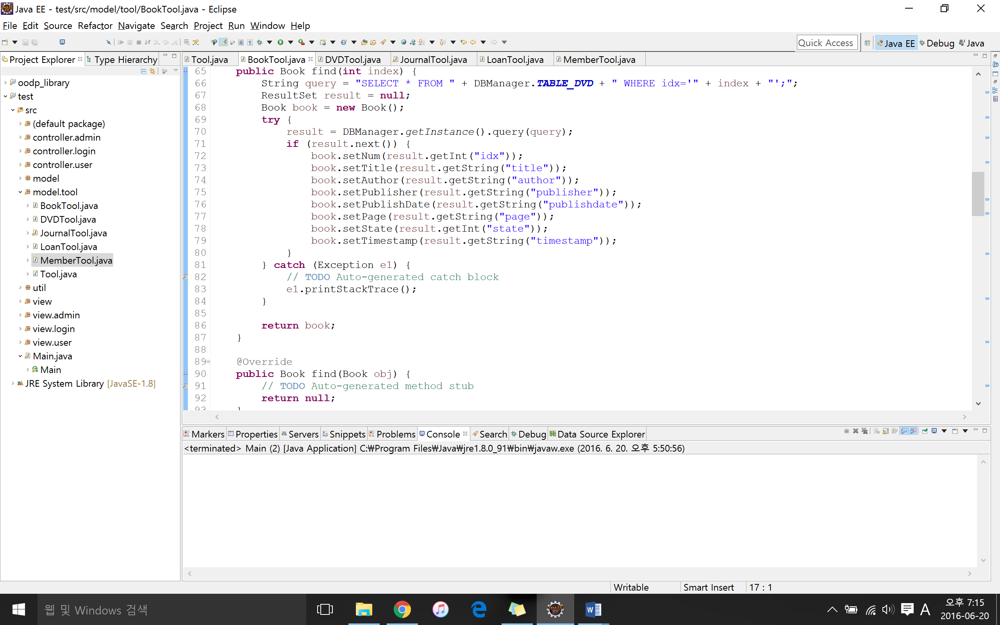 Java EE - test/src/model/tool/BookTool.java - Eclipse
File Edit Source Refactor Navigate Search Project Run Window Help
Quick Access Java EE Debug Java
Project Explorer Type Hierarchy
oodp_library
test
src
(default package)
controller.admin
controller.login
controller.user
model
model.tool
BookTool.java
DVDTool.java
JournalTool.java
LoanTool.java
MemberTool.java
Tool.java
util
view
view.admin
view.login
view.user
Main.java
Main
JRE System Library [JavaSE-1.8]
Tool.java BookTool.java DVDTool.java JournalTool.java LoanTool.java MemberTool.java
65 public Book find(int index) {
66 String query = "SELECT * FROM " + DBManager.TABLE_DVD + " WHERE idx='" + index + "';";
67 ResultSet result = null;
68 Book book = new Book();
69 try {
70 result = DBManager.getInstance().query(query);
71 if (result.next()) {
72 book.setNum(result.getInt("idx"));
73 book.setTitle(result.getString("title"));
74 book.setAuthor(result.getString("author"));
75 book.setPublisher(result.getString("publisher"));
76 book.setPublishDate(result.getString("publishdate"));
77 book.setPage(result.getString("page"));
78 book.setState(result.getInt("state"));
79 book.setTimestamp(result.getString("timestamp"));
80 }
81 } catch (Exception e1) {
82 // TODO Auto-generated catch block
83 e1.printStackTrace();
84 }
85
86 return book;
87 }
88
89 @Override
90 public Book find(Book obj) {
91 // TODO Auto-generated method stub
92 return null;
93 }
Markers Properties Servers Snippets Problems Console Search Debug Data Source Explorer
<terminated> Main (2) [Java Application] C:₩Program Files₩Java₩jre1.8.0_91₩bin₩javaw.exe (2016. 6. 20. 오후 5:50:56)
Writable Smart Insert 17 : 1
웹 및 Windows 검색
A
오후 7:15
2016-06-20